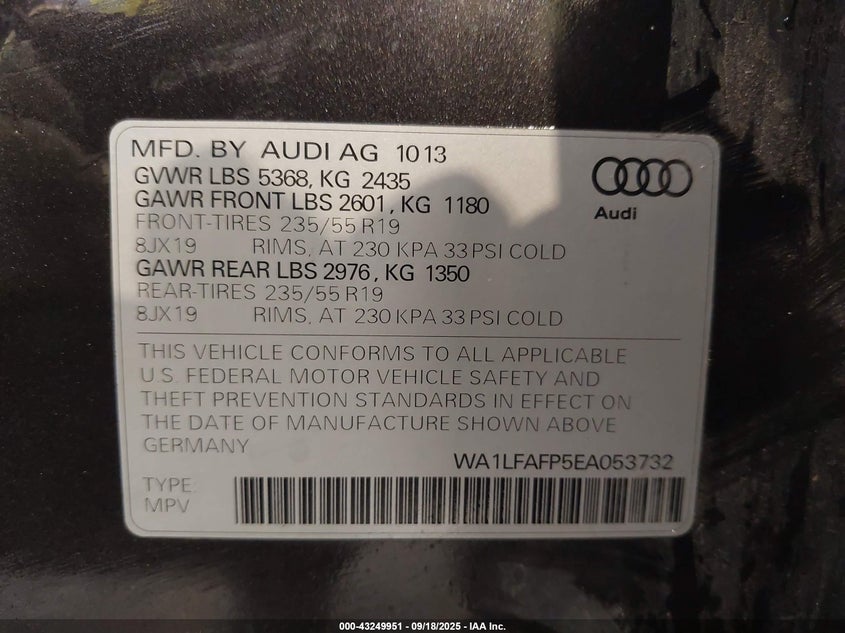 MFD. BY AUDI AG 10 13
GVWR LBS 5368, KG 2435
GAWR FRONT LBS 2601, KG 1180
FRONT-TIRES 235/55 R19
8JX19 RIMS, AT 230 KPA 33 PSI COLD
GAWR REAR LBS 2976, KG 1350
REAR-TIRES 235/55 R19
8JX19 RIMS, AT 230 KPA 33 PSI COLD
Audi
THIS VEHICLE CONFORMS TO ALL APPLICABLE
U.S. FEDERAL MOTOR VEHICLE SAFETY AND
THEFT PREVENTION STANDARDS IN EFFECT ON
THE DATE OF MANUFACTURE SHOWN ABOVE
GERMANY
WA1LFAFP5EA053732
TYPE:
MPV
000-43249951 - 09/18/2025 - IAA Inc.